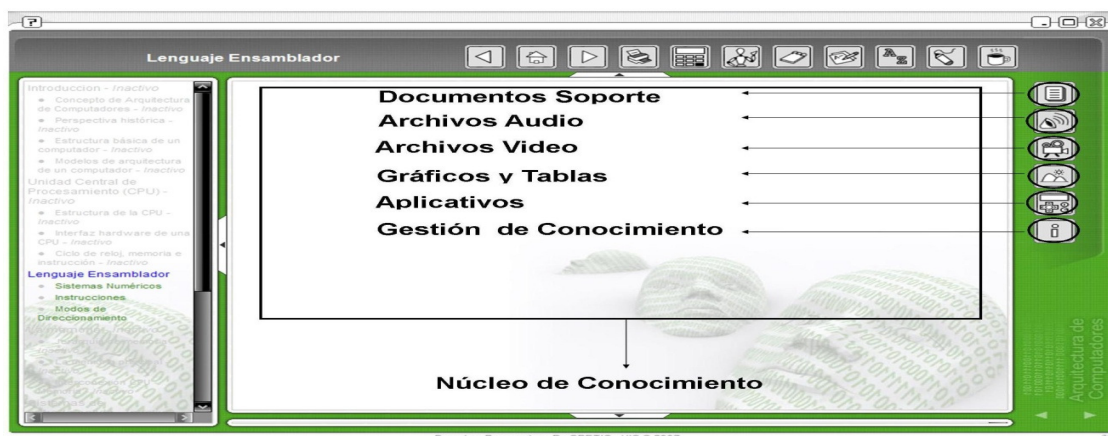 ?
Lenguaje Ensamblador
A Z
Introduccion - Inactivo
Concepto de Arquitectura
de Computadores - Inactivo
Perspectiva histórica -
Inactivo
Estructura básica de un
computador - Inactivo
Modelos de arquitectura
de un computador - Inactivo
Unidad Central de
Procesamiento (CPU) -
Inactivo
Estructura de la CPU -
Inactivo
Interfaz hardware de una
CPU - Inactivo
Ciclo de reloj, memoria e
instrucción - Inactivo
Lenguaje Ensamblador
Sistemas Numéricos
Instrucciones
Modos de
Direccionamiento
Documentos Soporte
Archivos Audio
Archivos Video
Gráficos y Tablas
Aplicativos
Gestión de Conocimiento
Núcleo de Conocimiento
i
Arquitectura de
Computadores